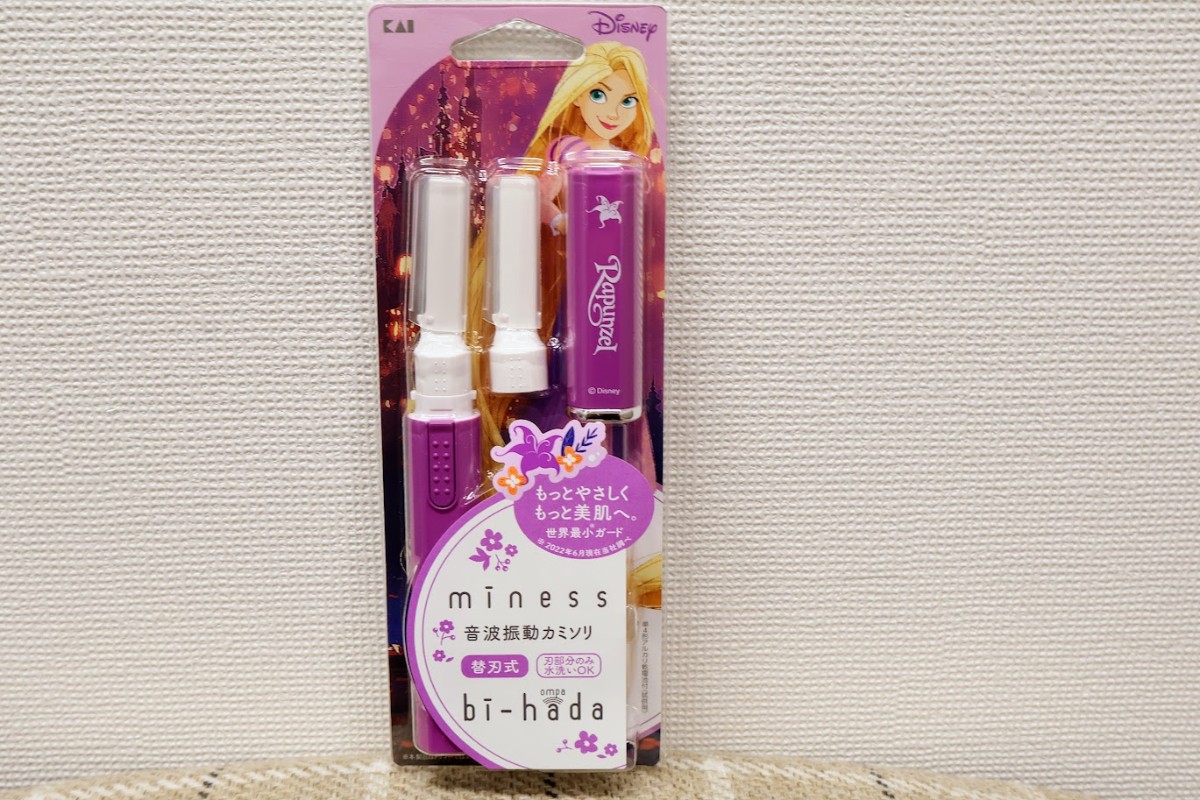 KAI
Disney
Rapunzel
© Disney
もっとやさしく
もっと美肌へ。
世界最小*ガード
※2022年6月現在当社調べ
miness
音波振動カミソリ
替刃式
刃部分のみ
水洗いOK
ompa
bi-hada